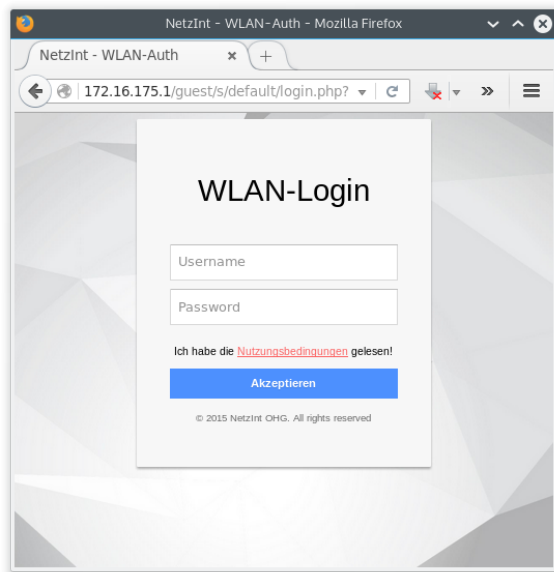 NetzInt - WLAN-Auth - Mozilla Firefox
NetzInt - WLAN-Auth
172.16.175.1/guest/s/default/login.php?
WLAN-Login
Username
Password
Ich habe die Nutzungsbedingungen gelesen!
Akzeptieren
© 2015 NetzInt OHG. All rights reserved